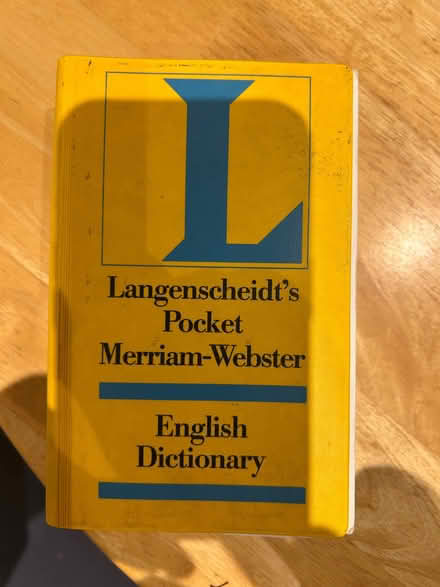 L
Langenscheidt's
Pocket
Merriam-Webster
English
Dictionary